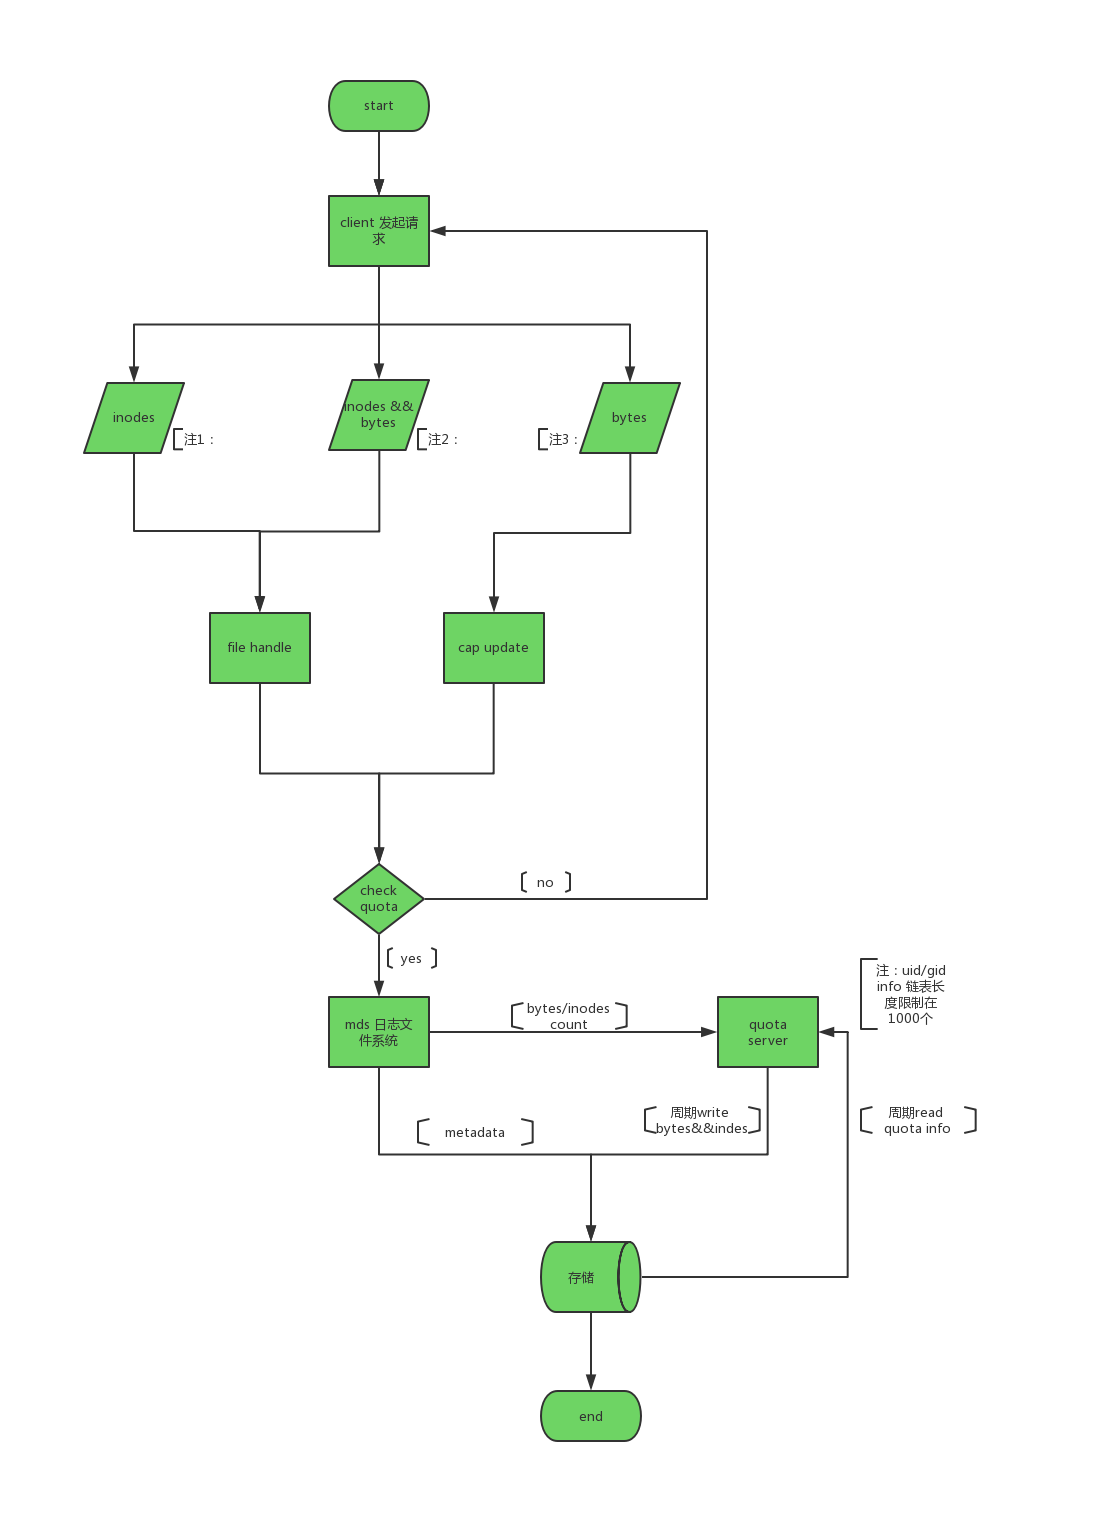 start
client 发起请
求
inodes
注1：
inodes &&
bytes
注2：
注3：
bytes
file handle
cap update
check
quota
no
yes
mds 日志文
件系统
bytes/inodes
count
quota
server
注：uid/gid
info 链表长
度限制在
1000个
metadata
周期write
bytes&&indes
周期read
quota info
存储
end